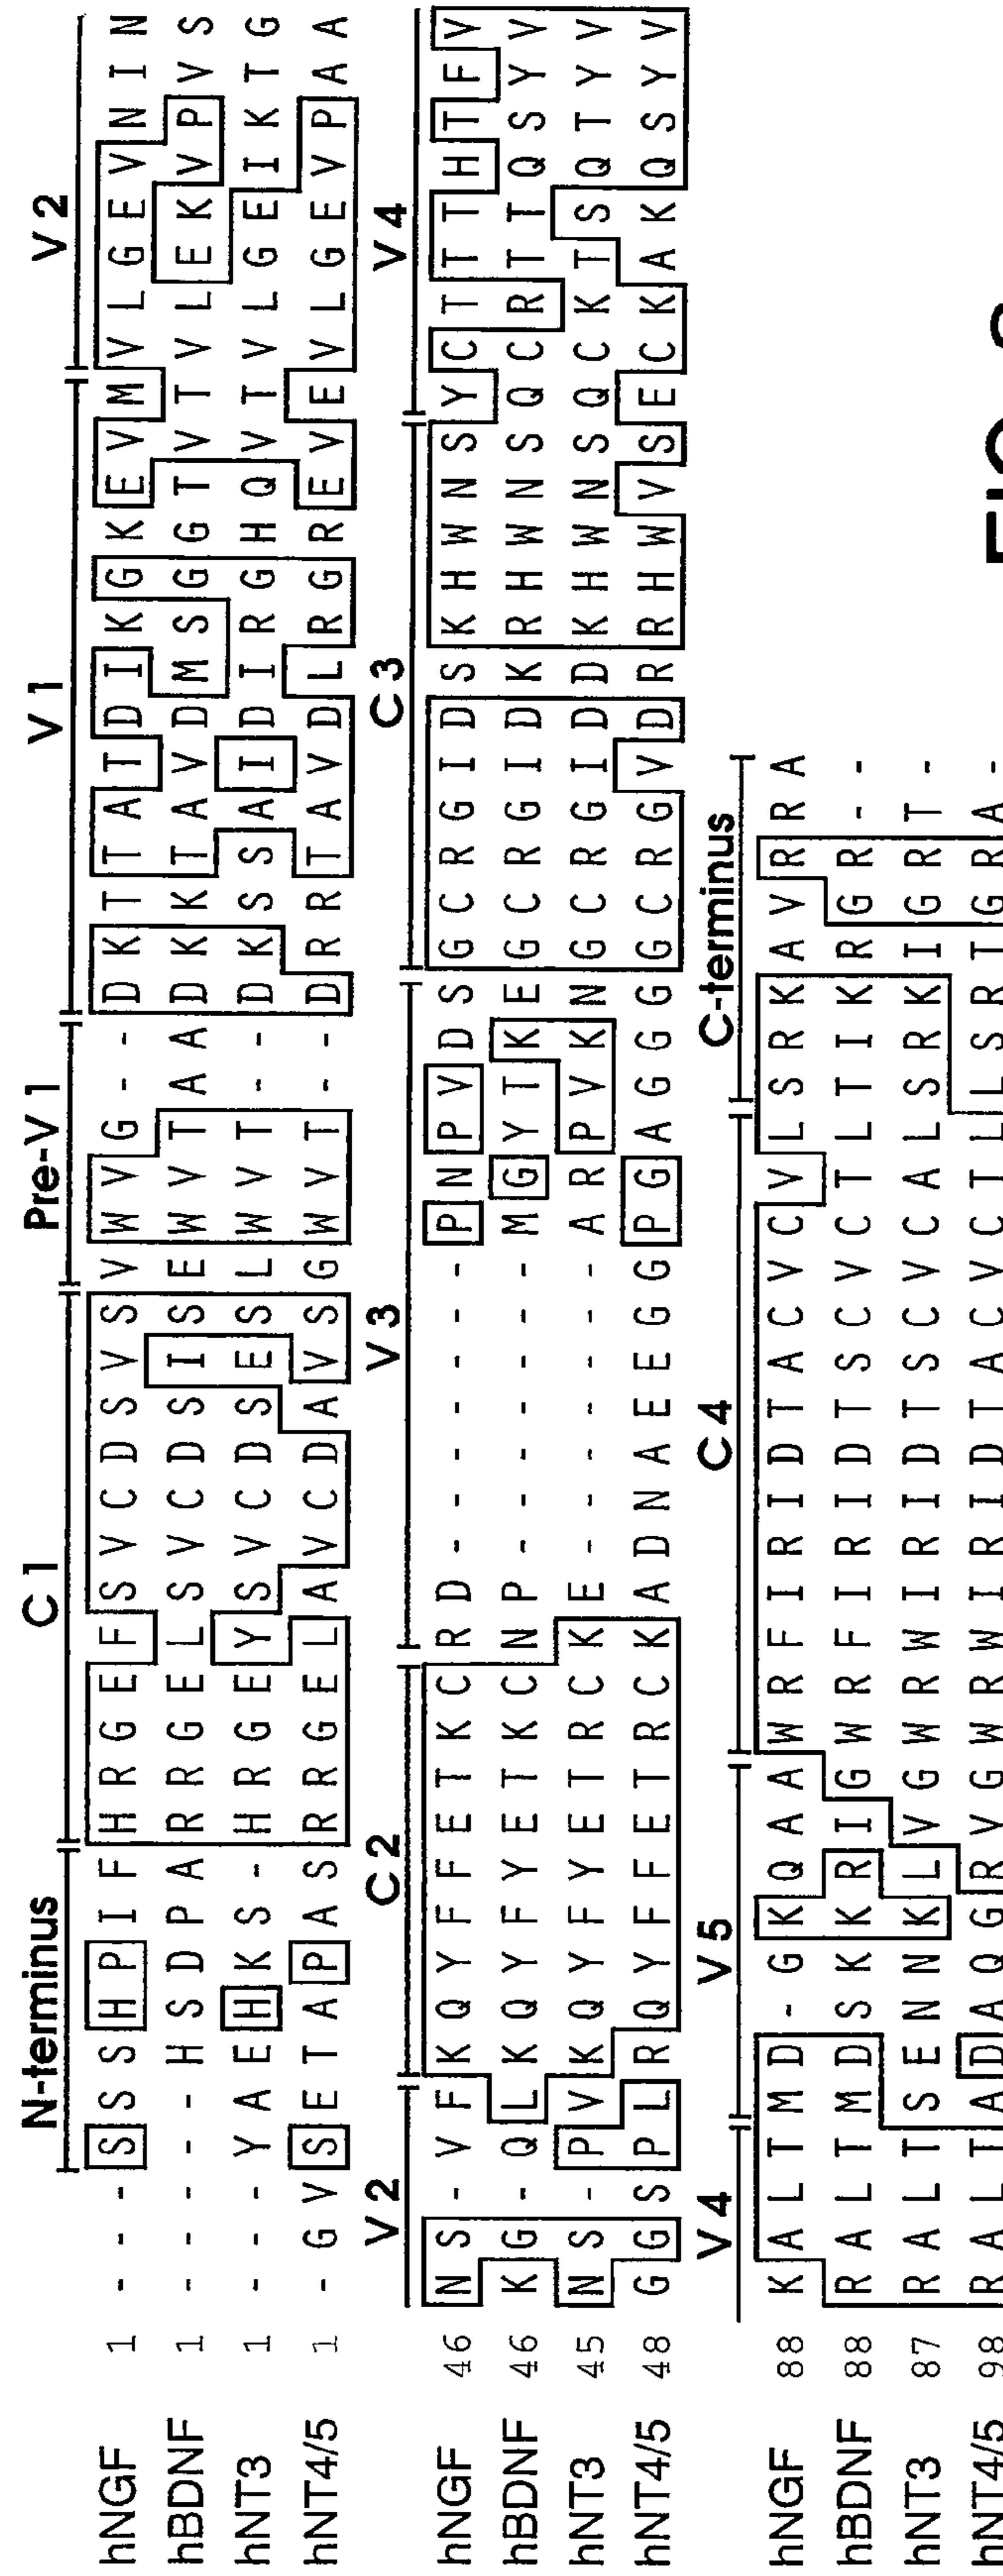 N-terminus C1 Pre-V1 V1 V2
hNGF 1 - - - S S S H P I F H R G E F S V C D S V S V W V G - - D K T T A T D I K G K E V M V L G E V N I N
hBDNF 1 - - - - - H S D P A R R G E L S V C D S I S E W V T A A D K K T A V D M S G G T V T V L E K V P V S
hNT3 1 - - - Y A E H K S - H R G E Y S V C D S E S L W V T - - D K S S A I D I R G H Q V T V L G E I K T G
hNT4/5 1 - G V S E T A P A S R R G E L A V C D A V S G W V T - - D R R T A V D L R G R E V E V L G E V P A A
V2 C2 V3 C3 V4
hNGF 46 N S - V F K Q Y F F E T K C R D - - - - - - - P N P V D S G C R G I D S K H W N S Y C T T T H T F V
hBDNF 46 K G - Q L K Q Y F Y E T K C N P - - - - - - - M G Y T K E G C R G I D K R H W N S Q C R T T Q S Y V
hNT3 45 N S - P V K Q Y F Y E T R C K E - - - - - - - A R P V K N G C R G I D D K H W N S Q C K T S Q T Y V
hNT4/5 48 G G S P L R Q Y F F E T R C K A D N A E E G G P G A G G G G C R G V D R R H W V S E C K A K Q S Y V
V4 V5 C4 C-terminus
hNGF 88 K A L T M D - G K Q A A W R F I R I D T A C V C V L S R K A V R R A
hBDNF 88 R A L T M D S K K R I G W R F I R I D T S C V C T L T I K R G R - -
hNT3 87 R A L T S E N N K L V G W R W I R I D T S C V C A L S R K I G R T -
hNT4/5 98 R A L T A D A Q G R V G W R W I R I D T A C V C T L L S R T G R A -